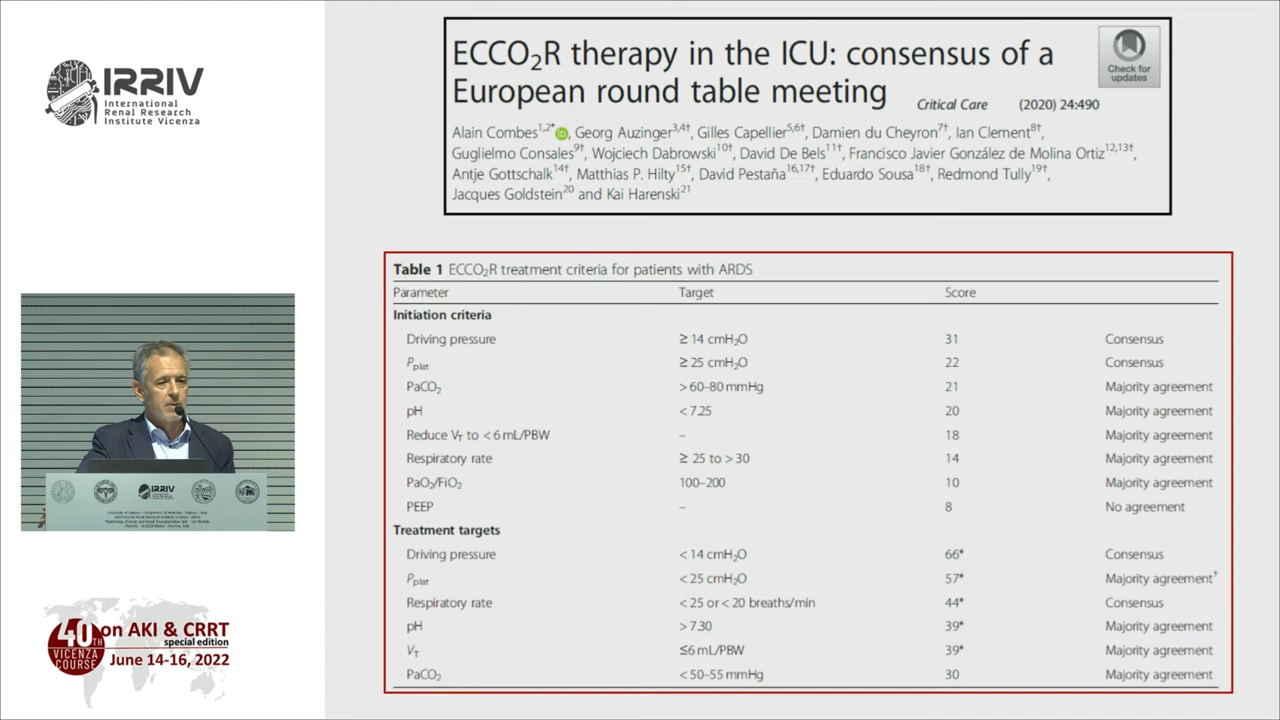 IRRIV
International
Renal Research
Institute Vicenza
ECCO₂R therapy in the ICU: consensus of a
European round table meeting
Critical Care (2020) 24:490
Check for
updates
Alain Combes1,2*, Georg Auzinger3,4†, Gilles Capellier5,6†, Damien du Cheyron7†, Ian Clement8†,
Guglielmo Consales9†, Wojciech Dabrowski10†, David De Bels11†, Francisco Javier González de Molina Ortiz12,13†,
Antje Gottschalk14†, Matthias P. Hilty15†, David Pestaña16,17†, Eduardo Sousa18†, Redmond Tully19†,
Jacques Goldstein20 and Kai Harenski21
Table 1 ECCO₂R treatment criteria for patients with ARDS
Parameter Target Score
Initiation criteria
Driving pressure ≥ 14 cmH₂O 31 Consensus
Pplat ≥ 25 cmH₂O 22 Consensus
PaCO₂ > 60–80 mmHg 21 Majority agreement
pH < 7.25 20 Majority agreement
Reduce VT to < 6 mL/PBW – 18 Majority agreement
Respiratory rate ≥ 25 to > 30 14 Majority agreement
PaO₂/FiO₂ 100–200 10 Majority agreement
PEEP – 8 No agreement
Treatment targets
Driving pressure < 14 cmH₂O 66* Consensus
Pplat < 25 cmH₂O 57* Majority agreement†
Respiratory rate < 25 or < 20 breaths/min 44* Consensus
pH > 7.30 39* Majority agreement
VT ≤6 mL/PBW 39* Majority agreement
PaCO₂ < 50–55 mmHg 30 Majority agreement
IRRIV
40TH
VICENZA
COURSE
on AKI & CRRT
special edition
June 14-16, 2022